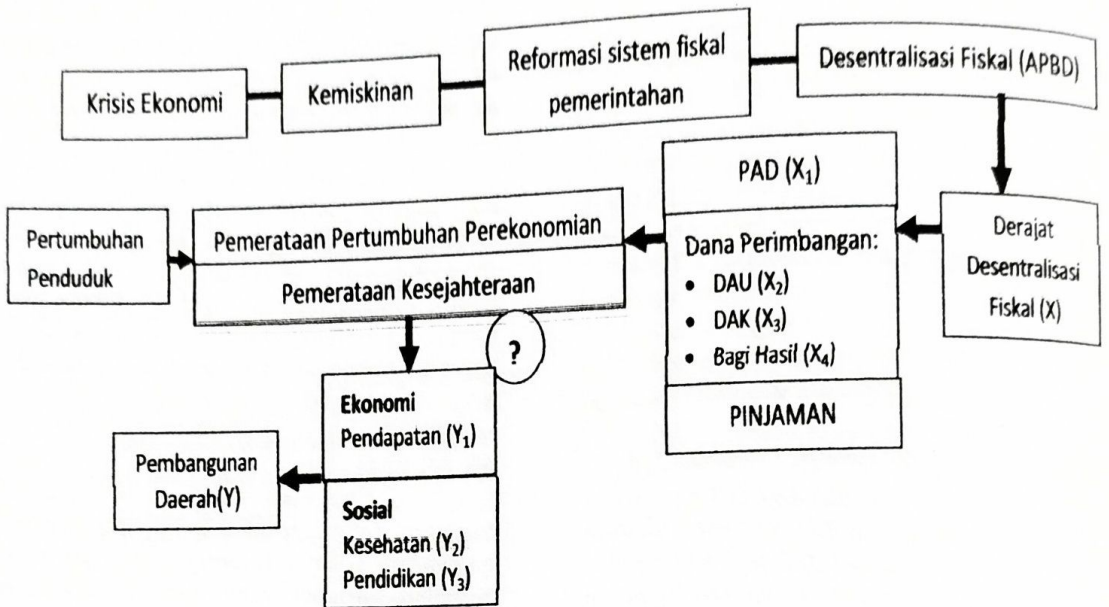 Krisis Ekonomi
Kemiskinan
Reformasi sistem fiskal
pemerintahan
Desentralisasi Fiskal (APBD)
Derajat
Desentralisasi
Fiskal (X)
PAD (X₁)
Dana Perimbangan:
• DAU (X₂)
• DAK (X₃)
• Bagi Hasil (X₄)
PINJAMAN
Pertumbuhan
Penduduk
Pemerataan Pertumbuhan Perekonomian
Pemerataan Kesejahteraan
?
Ekonomi
Pendapatan (Y₁)
Sosial
Kesehatan (Y₂)
Pendidikan (Y₃)
Pembangunan
Daerah(Y)